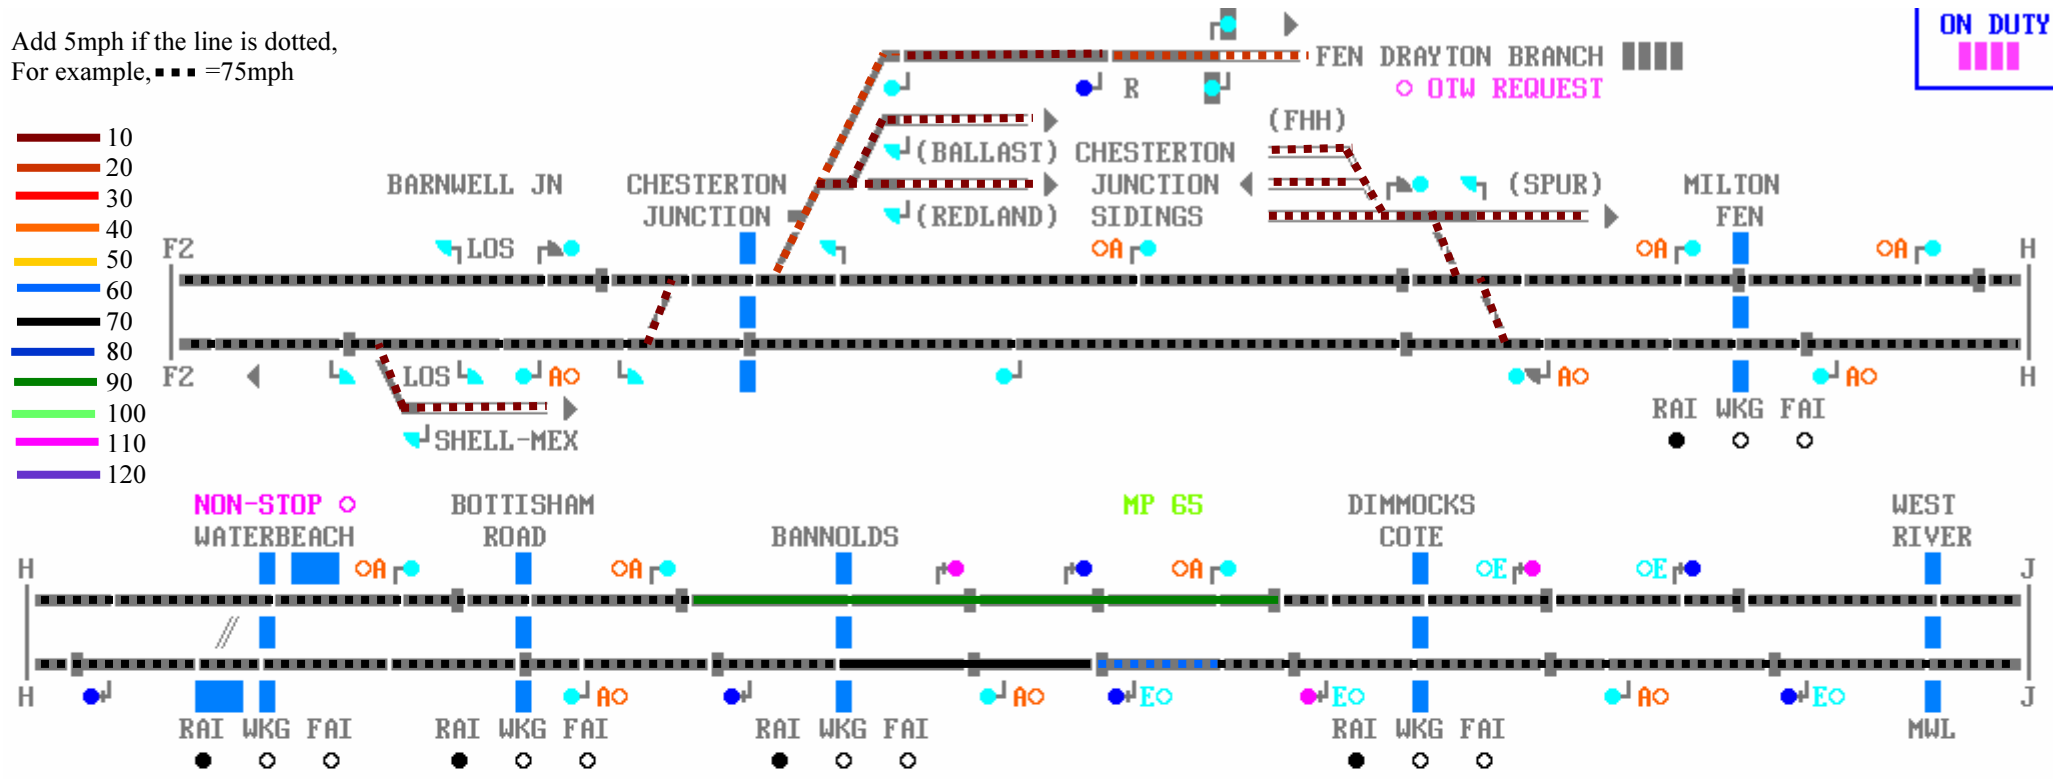 Add 5mph if the line is dotted,
For example, =75mph
10
20
30
40
50
60
70
80
90
100
110
120
ON DUTY
FEN DRAYTON BRANCH
R
OTW REQUEST
(BALLAST)
CHESTERTON
JUNCTION
SIDINGS
(FHH)
BARNWELL JN
CHESTERTON
JUNCTION
(REDLAND)
(SPUR)
MILTON
FEN
F2
LOS
A
A
A
H
F2
LOS
A
A
A
H
SHELL-MEX
RAI WKG FAI
NON-STOP
WATERBEACH
BOTTISHAM
ROAD
BANNOLDS
MP 65
DIMMOCKS
COTE
WEST
RIVER
H
A
A
A
E
E
J
H
A
A
E
E
A
E
J
RAI WKG FAI
RAI WKG FAI
RAI WKG FAI
RAI WKG FAI
MWL